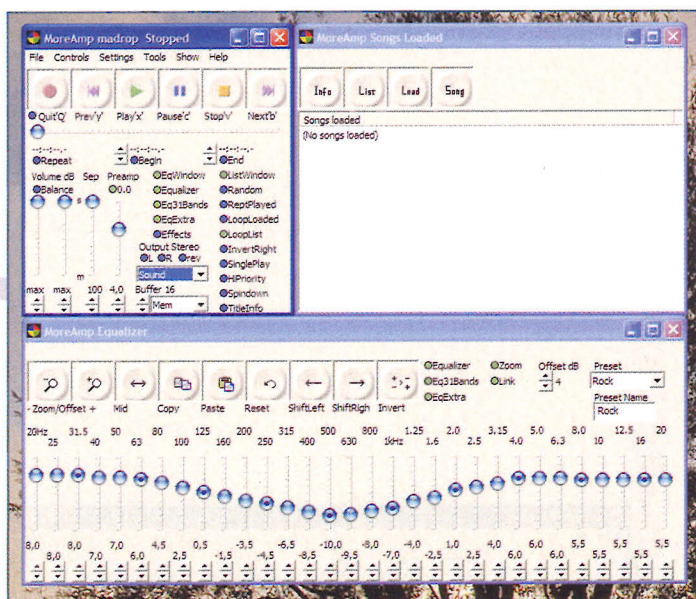 MoreAmp madrop Stopped
File Controls Settings Tools Show Help
Quit'Q' Prev'y' Play'x' Pause'c' Stop'v' Next'b'
--:--:--,- --:--:--,- --:--:--,-
Repeat Begin End
Volume dB Sep Preamp
Balance 0.0
s
m
max max 100 4,0
EqWindow
Equalizer
Eq31Bands
EqExtra
Effects
Output Stereo
L R rev
Sound
Buffer 16
Mem
ListWindow
Random
ReptPlayed
LoopLoaded
LoopList
InvertRight
SinglePlay
HiPriority
Spindown
TitleInfo
MoreAmp Songs Loaded
Info List Load Song
Songs loaded
(No songs loaded)
MoreAmp Equalizer
- Zoom/Offset + Mid Copy Paste Reset ShiftLeft ShiftRigh Invert
Equalizer Zoom Offset dB Preset
Eq31Bands Link 4 Rock
EqExtra Preset Name
Rock
20Hz 31.5 50 80 125 200 315 500 800 1.25 2.0 3.15 5.0 8.0 12.5 20
25 40 63 100 160 250 400 630 1kHz 1.6 2.5 4.0 6.3 10 16
8,0 8,0 7,0 4,5 0,5 -3,5 -6,5 -10,0 -8,0 -4,0 1,0 4,0 6,0 5,5 5,5 5,5
8,0 7,0 6,0 2,5 -1,5 -4,5 -8,5 -9,5 -7,0 -2,5 2,0 6,0 6,0 5,5 5,5